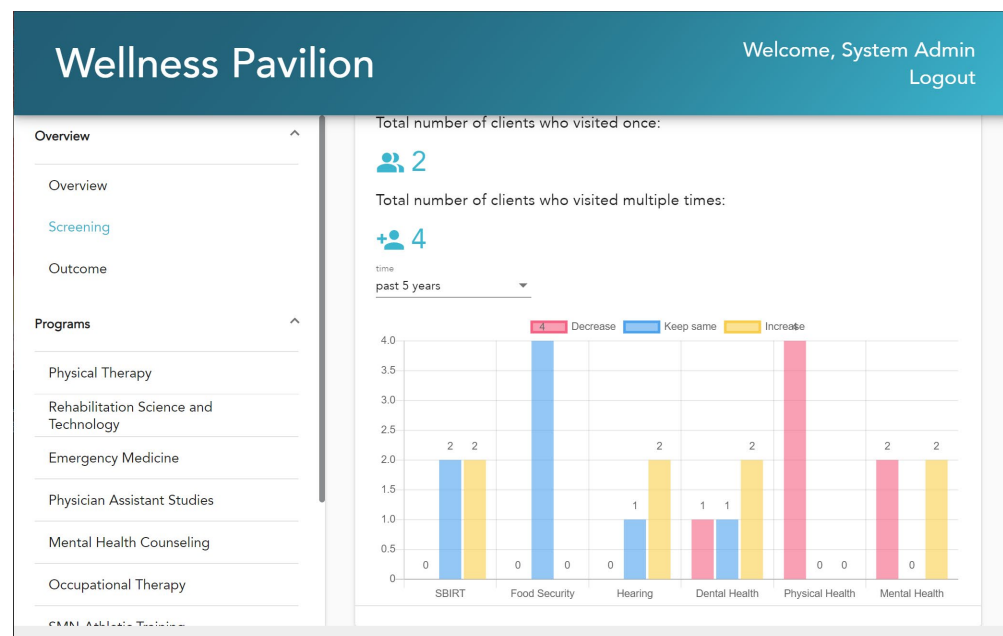 Wellness Pavilion
Welcome, System Admin
Logout
Overview
Overview
Screening
Outcome
Programs
Physical Therapy
Rehabilitation Science and
Technology
Emergency Medicine
Physician Assistant Studies
Mental Health Counseling
Occupational Therapy
SMN-Athletic Training
Total number of clients who visited once:
2
Total number of clients who visited multiple times:
4
time
past 5 years
4 Decrease Keep same Increase 4
4.0
3.5
3.0
2.5
2.0
1.5
1.0
0.5
0
0 2 2
0 0
0 1 2
1 1 2
0 0
2 0 2
SBIRT Food Security Hearing Dental Health Physical Health Mental Health